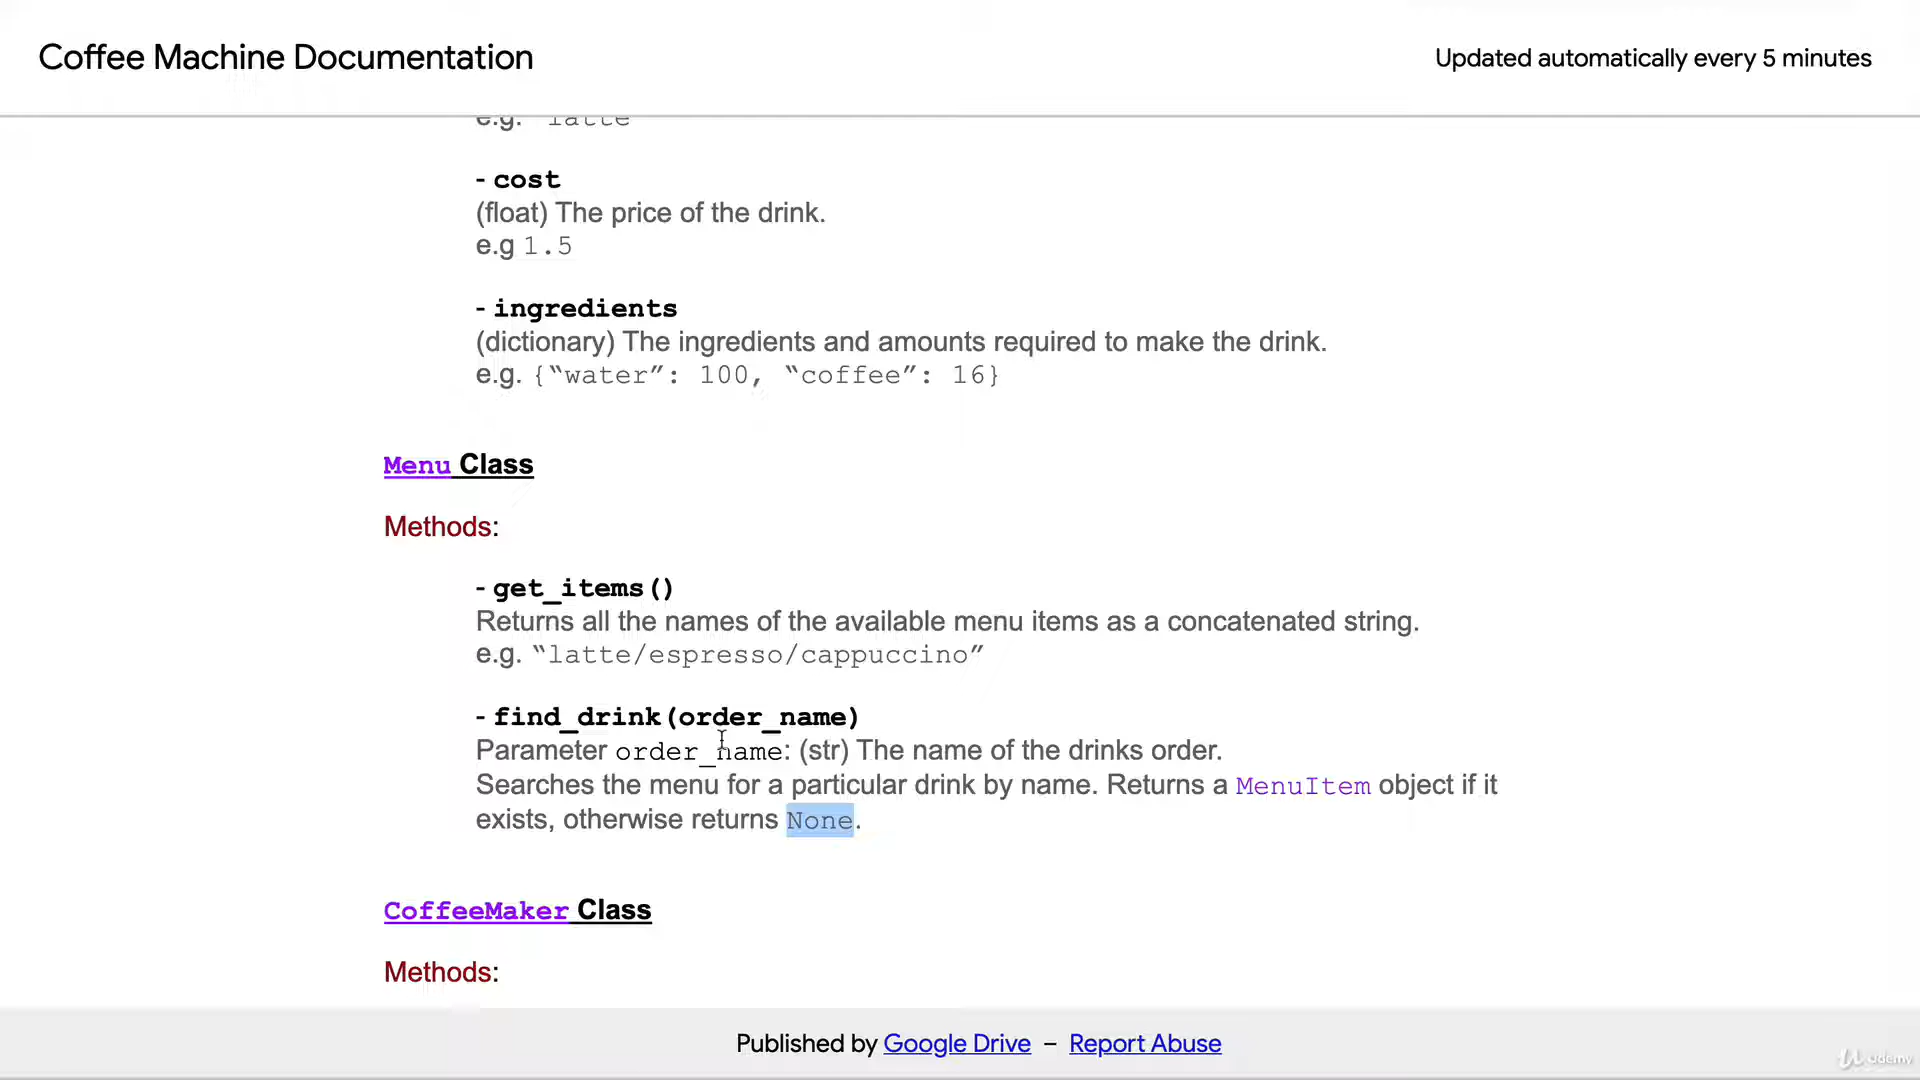 Coffee Machine Documentation
Updated automatically every 5 minutes
e.g. latte
- cost
(float) The price of the drink.
e.g 1.5
- ingredients
(dictionary) The ingredients and amounts required to make the drink.
e.g. {“water”: 100, “coffee”: 16}
Menu Class
Methods:
- get_items()
Returns all the names of the available menu items as a concatenated string.
e.g. “latte/espresso/cappuccino”
- find_drink(order_name)
Parameter order_name: (str) The name of the drinks order.
Searches the menu for a particular drink by name. Returns a MenuItem object if it
exists, otherwise returns None.
CoffeeMaker Class
Methods:
Published by Google Drive – Report Abuse
Udemy